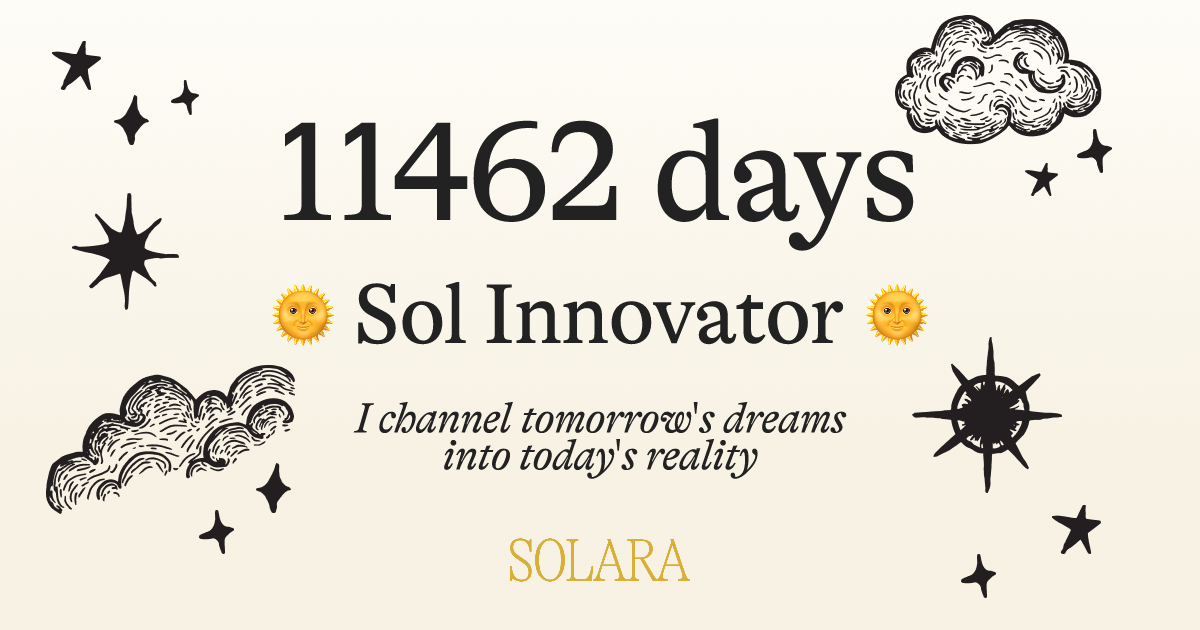 11462 days
🌞 Sol Innovator 🌞
I channel tomorrow's dreams
into today's reality
SOLARA